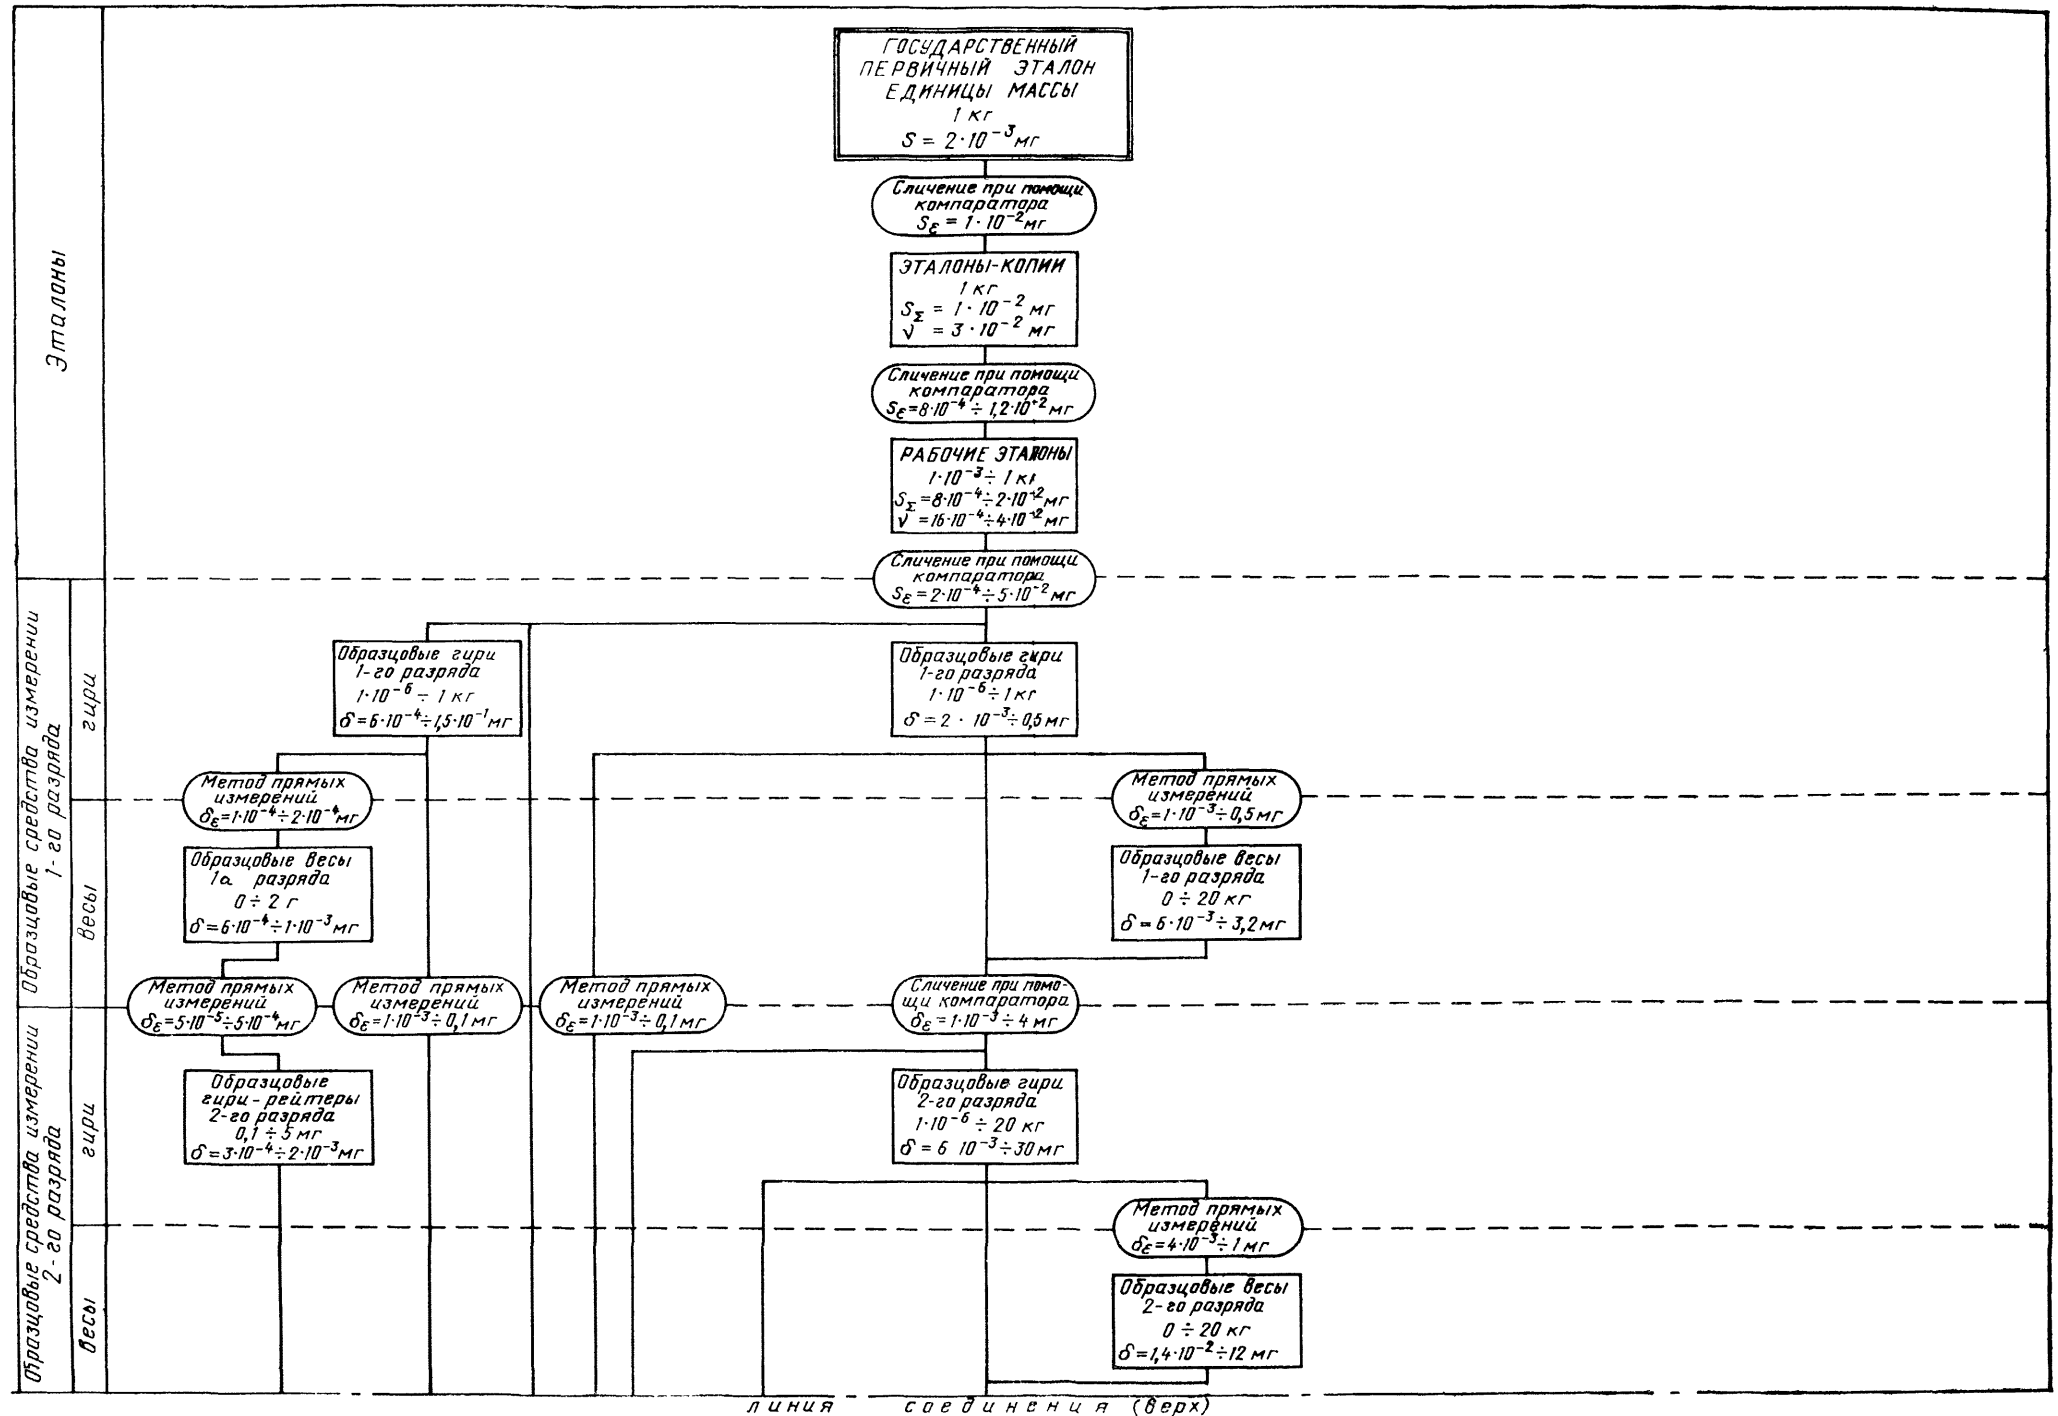 ГОСУДАРСТВЕННЫЙ
ПЕРВИЧНЫЙ ЭТАЛОН
ЕДИНИЦЫ МАССЫ
1 кг
S = 2·10⁻³ мг
Сличение при помощи
компаратора
Sε = 1·10⁻² мг
ЭТАЛОНЫ-КОПИИ
1 кг
S_Σ = 1·10⁻² мг
ν = 3·10⁻² мг
Сличение при помощи
компаратора
Sε=8·10⁻⁴ ÷ 1,2·10⁻² мг
РАБОЧИЕ ЭТАЛОНЫ
1·10⁻³ ÷ 1 кг
S_Σ=8·10⁻⁴÷2·10⁻² мг
ν =16·10⁻⁴÷4·10⁻² мг
Сличение при помощи
компаратора
Sε=2·10⁻⁴÷5·10⁻² мг
Эталоны
Образцовые средства измерении
1-го разряда
гири
весы
Образцовые гири
1-го разряда
1·10⁻⁶ ÷ 1 кг
δ=6·10⁻⁴÷1,5·10⁻¹ мг
Образцовые гири
1-го разряда
1·10⁻⁶÷1 кг
δ=2 · 10⁻³÷0,5 мг
Метод прямых
измерений
δε=1·10⁻⁴÷2·10⁻⁴ мг
Метод прямых
измерений
δε=1·10⁻³÷0,5 мг
Образцовые весы
1а разряда
0÷2 г
δ=6·10⁻⁴÷1·10⁻³ мг
Образцовые весы
1-го разряда
0 ÷ 20 кг
δ=6·10⁻³÷3,2 мг
Метод прямых
измерений
δε=5·10⁻⁵÷5·10⁻⁴ мг
Метод прямых
измерений
δε=1·10⁻³÷0,1 мг
Метод прямых
измерений
δε=1·10⁻³÷0,1 мг
Сличение при помо-
щи компаратора
δε=1·10⁻³÷4 мг
Образцовые средства измерении
2-го разряда
гири
весы
Образцовые
гири-рейтеры
2-го разряда
0,1÷5 мг
δ=3·10⁻⁴÷2·10⁻³ мг
Образцовые гири
2-го разряда
1·10⁻⁶ ÷ 20 кг
δ = 6 10⁻³÷30 мг
Метод прямых
измерений
δε=4·10⁻³÷1 мг
Образцовые весы
2-го разряда
0 ÷ 20 кг
δ=1,4·10⁻²÷12 мг
линия соединения (верх)